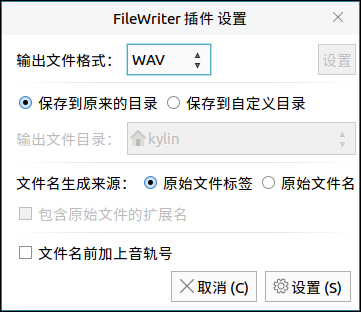 FileWriter 插件 设置
输出文件格式： WAV 设置
保存到原来的目录 保存到自定义目录
输出文件目录： kylin
文件名生成来源： 原始文件标签 原始文件名
包含原始文件的扩展名
文件名前加上音轨号
取消 (C) 设置 (S)